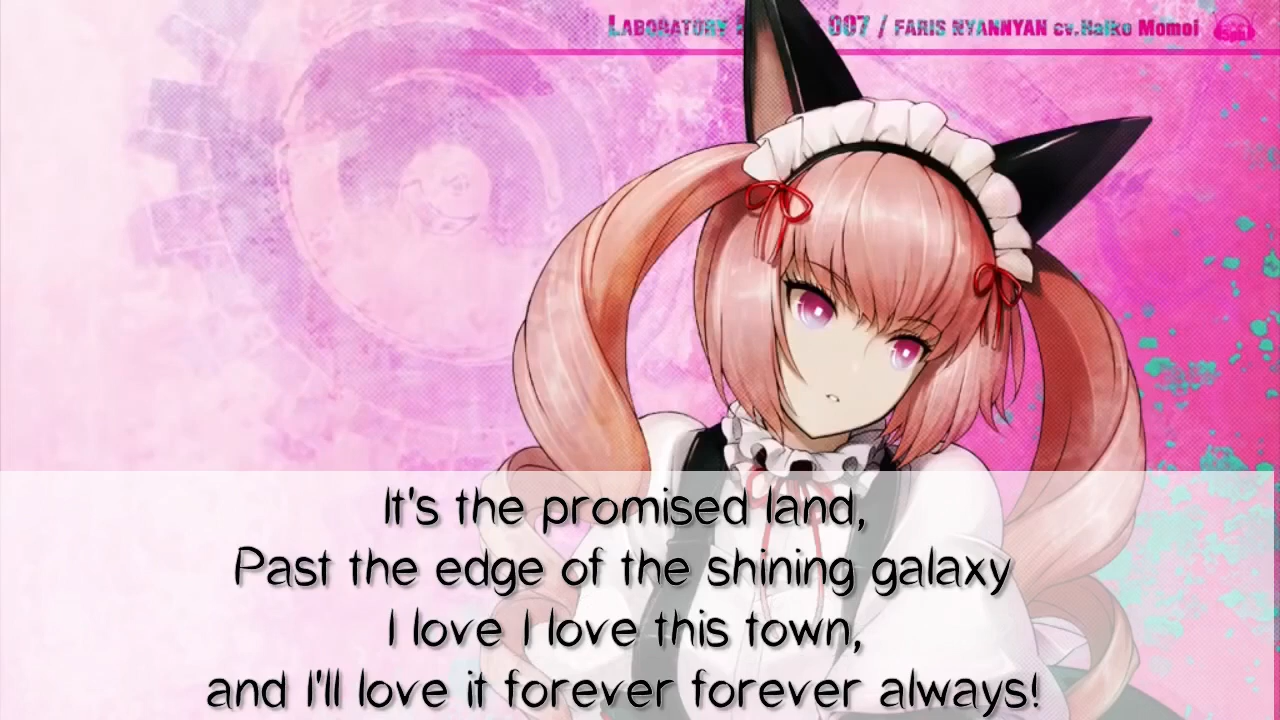 LABORATORY 007 / FARIS NYANNYAN cv.Halko Momoi
It's the promised land,
Past the edge of the shining galaxy
I love I love this town,
and I'll love it forever forever always!